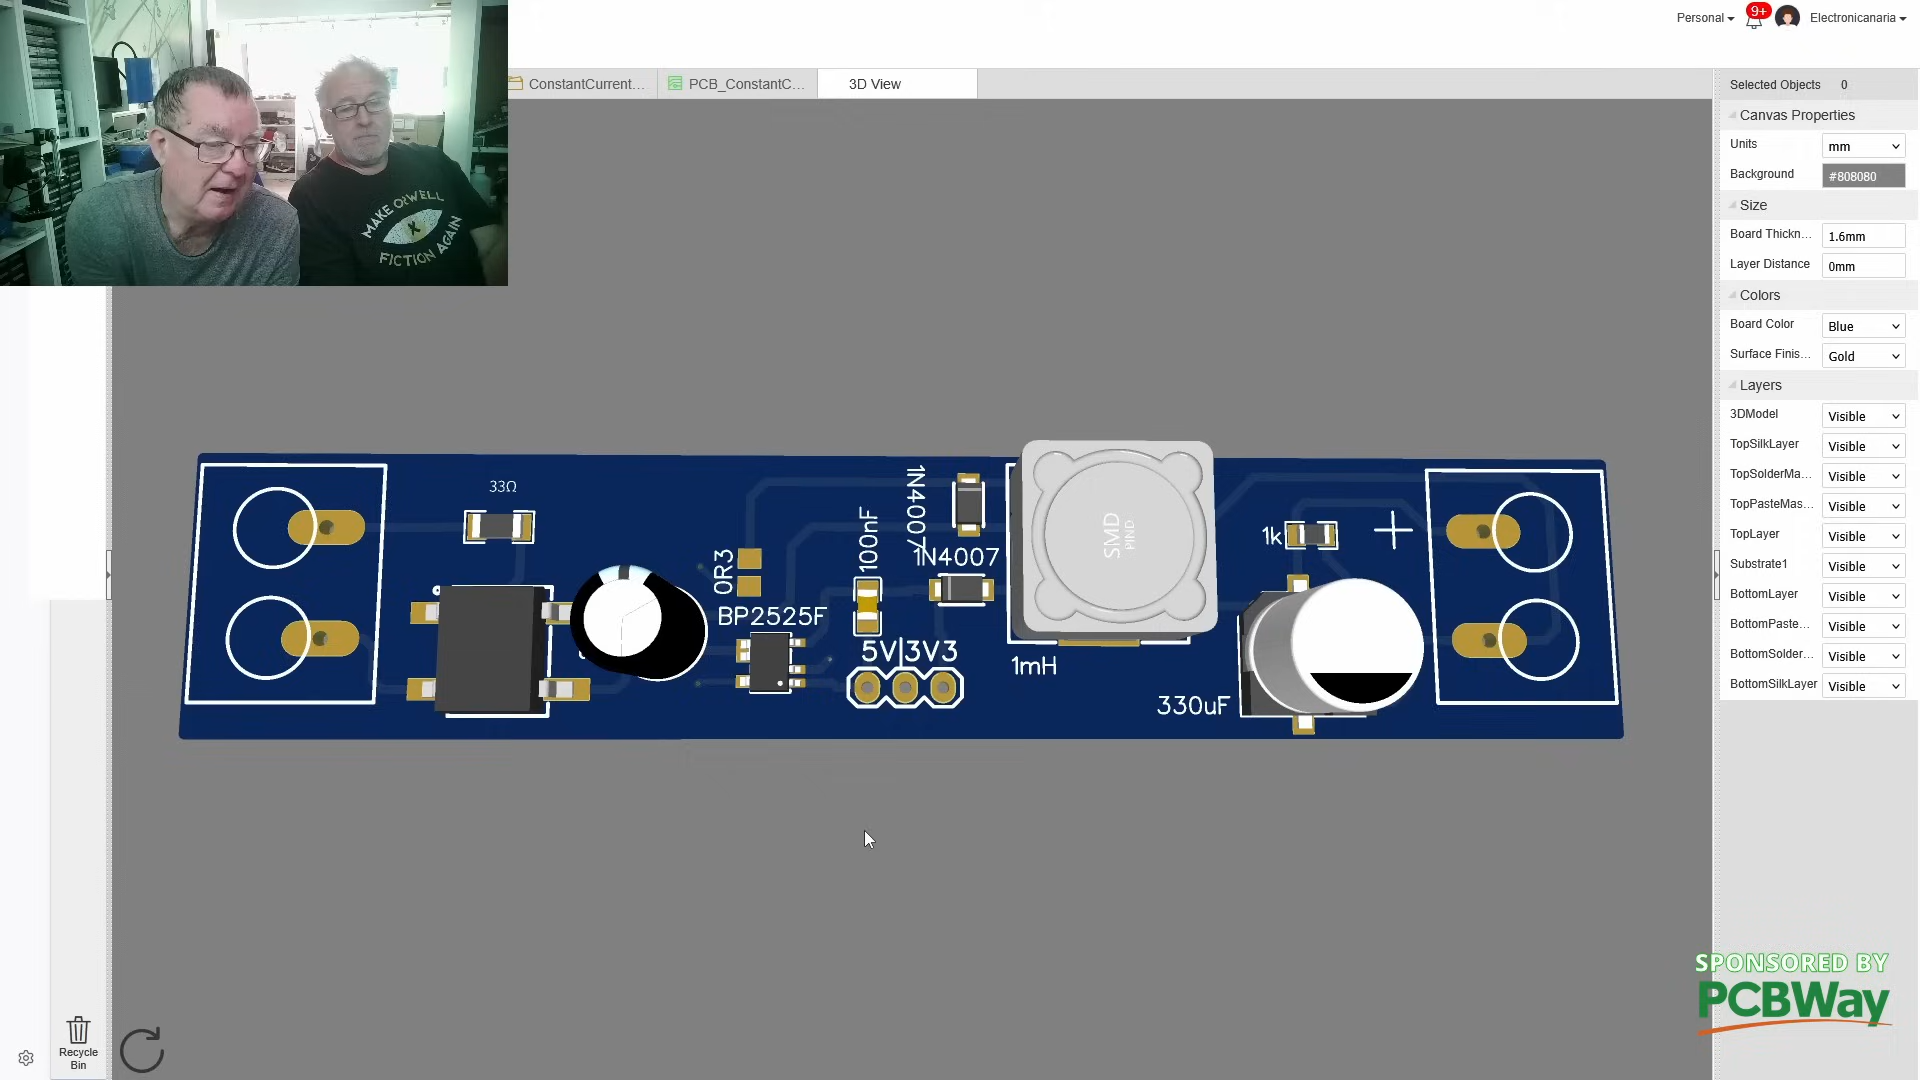 Personal
9+
Electronicanaria
ConstantCurrent...
PCB_ConstantC...
3D View
MAKE ORWELL
FICTION AGAIN
Selected Objects 0
Canvas Properties
Units mm
Background #808080
Size
Board Thickn... 1.6mm
Layer Distance 0mm
Colors
Board Color Blue
Surface Finis... Gold
Layers
3DModel Visible
TopSilkLayer Visible
TopSolderMa... Visible
TopPasteMas... Visible
TopLayer Visible
Substrate1 Visible
BottomLayer Visible
BottomPaste... Visible
BottomSolder... Visible
BottomSilkLayer Visible
33Ω
0R3
BP2525F
100nF
1N4007
1N4007
5V|3V3
SMD
PIND
1mH
1k
+
330uF
Recycle
Bin
SPONSORED BY
PCBWay